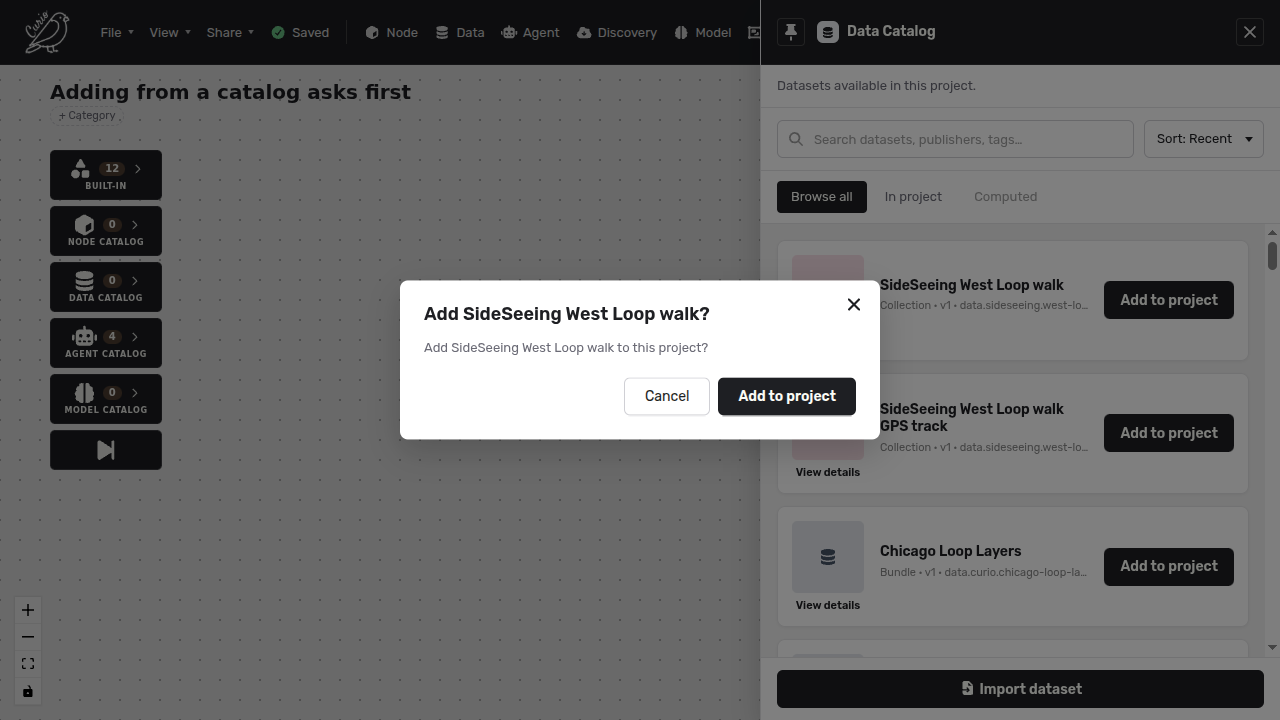 Curio
File
View
Share
Saved
Node
Data
Agent
Discovery
Model
Data Catalog
Adding from a catalog asks first
+ Category
Datasets available in this project.
Search datasets, publishers, tags...
Sort: Recent
Browse all
In project
Computed
12
BUILT-IN
0
NODE CATALOG
0
DATA CATALOG
4
AGENT CATALOG
0
MODEL CATALOG
SideSeeing West Loop walk
Collection • v1 • data.sideseeing.west-lo...
Add to project
Add SideSeeing West Loop walk?
Add SideSeeing West Loop walk to this project?
Cancel
Add to project
SideSeeing West Loop walk
GPS track
Collection • v1 • data.sideseeing.west-lo...
Add to project
View details
Chicago Loop Layers
Bundle • v1 • data.curio.chicago-loop-la...
Add to project
View details
Import dataset